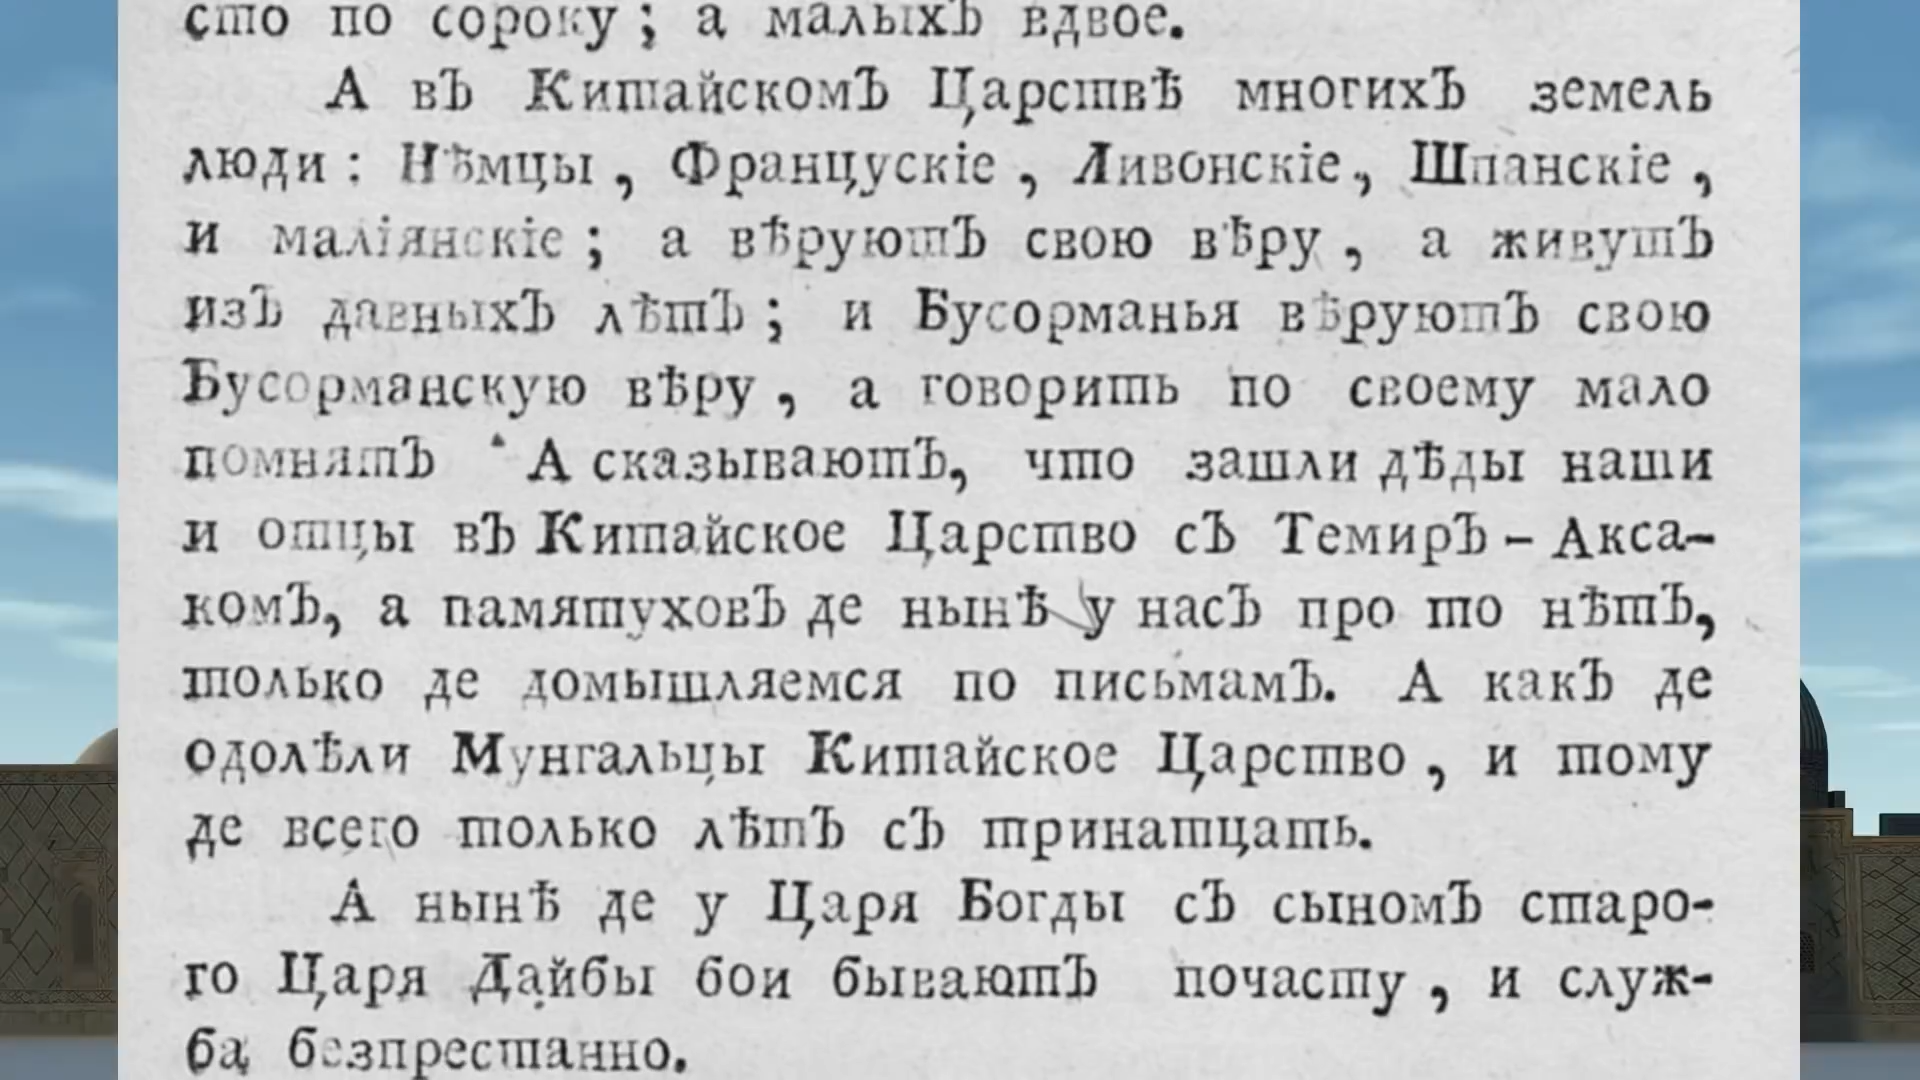 сто по сороку; а малыхъ вдвое.
А въ Китайскомъ Царствѣ многихъ земель
люди: Нѣмцы, Французскіе, Ливонскіе, Шпанскіе,
и маліянскіе; а вѣруютъ свою вѣру, а живутъ
изъ давныхъ лѣтъ; и Бусорманья вѣруютъ свою
Бусорманскую вѣру, а говорить по своему мало
помнятъ А сказываютъ, что зашли дѣды наши
и отцы въ Китайское Царство съ Темиръ-Акса-
комъ, а памятуховъ де нынѣ у насъ про то нѣтъ,
только де домышляемся по письмамъ. А какъ де
одолѣли Мунгальцы Китайское Царство, и тому
де всего только лѣтъ съ тринатцать.
А нынѣ де у Царя Богды съ сыномъ старо-
го Царя Дайбы бои бываютъ почасту, и служ-
ба безпрестанно.